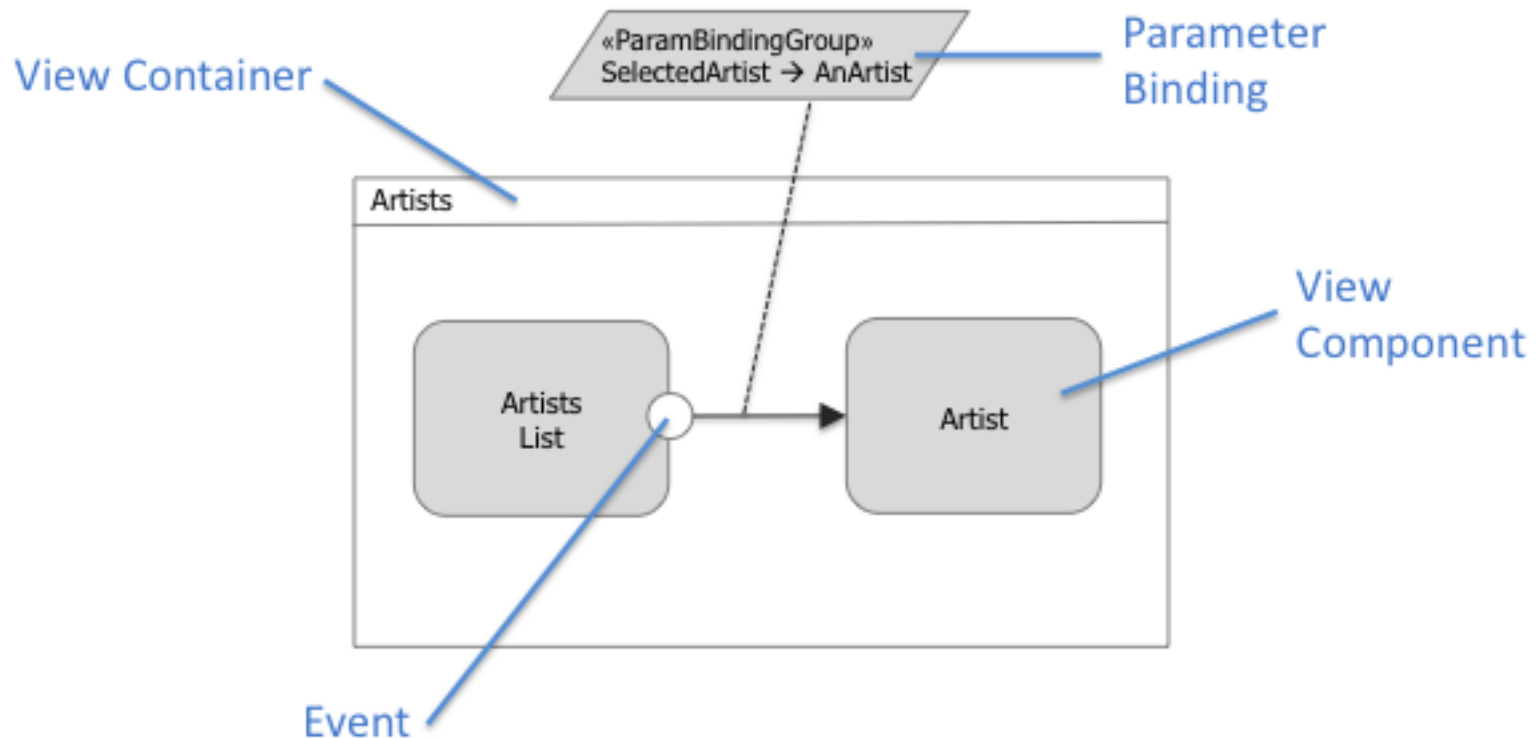 «ParamBindingGroup»
SelectedArtist → AnArtist
Parameter
Binding
View Container
Artists
View
Component
Artists
List
Artist
Event